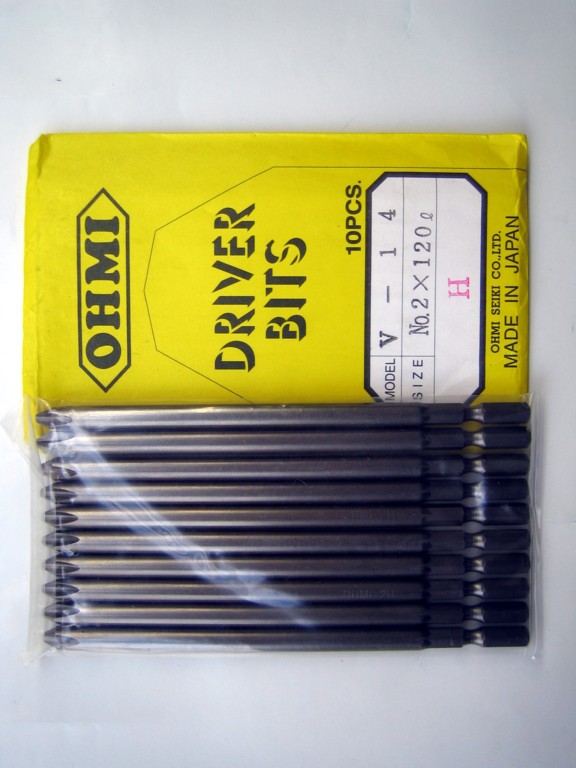 OHMI
DRIVER
BITS
10PCS.
MODEL V-14
SIZE No.2×120ℓ
H
OHMI SEIKI CO.,LTD.
MADE IN JAPAN